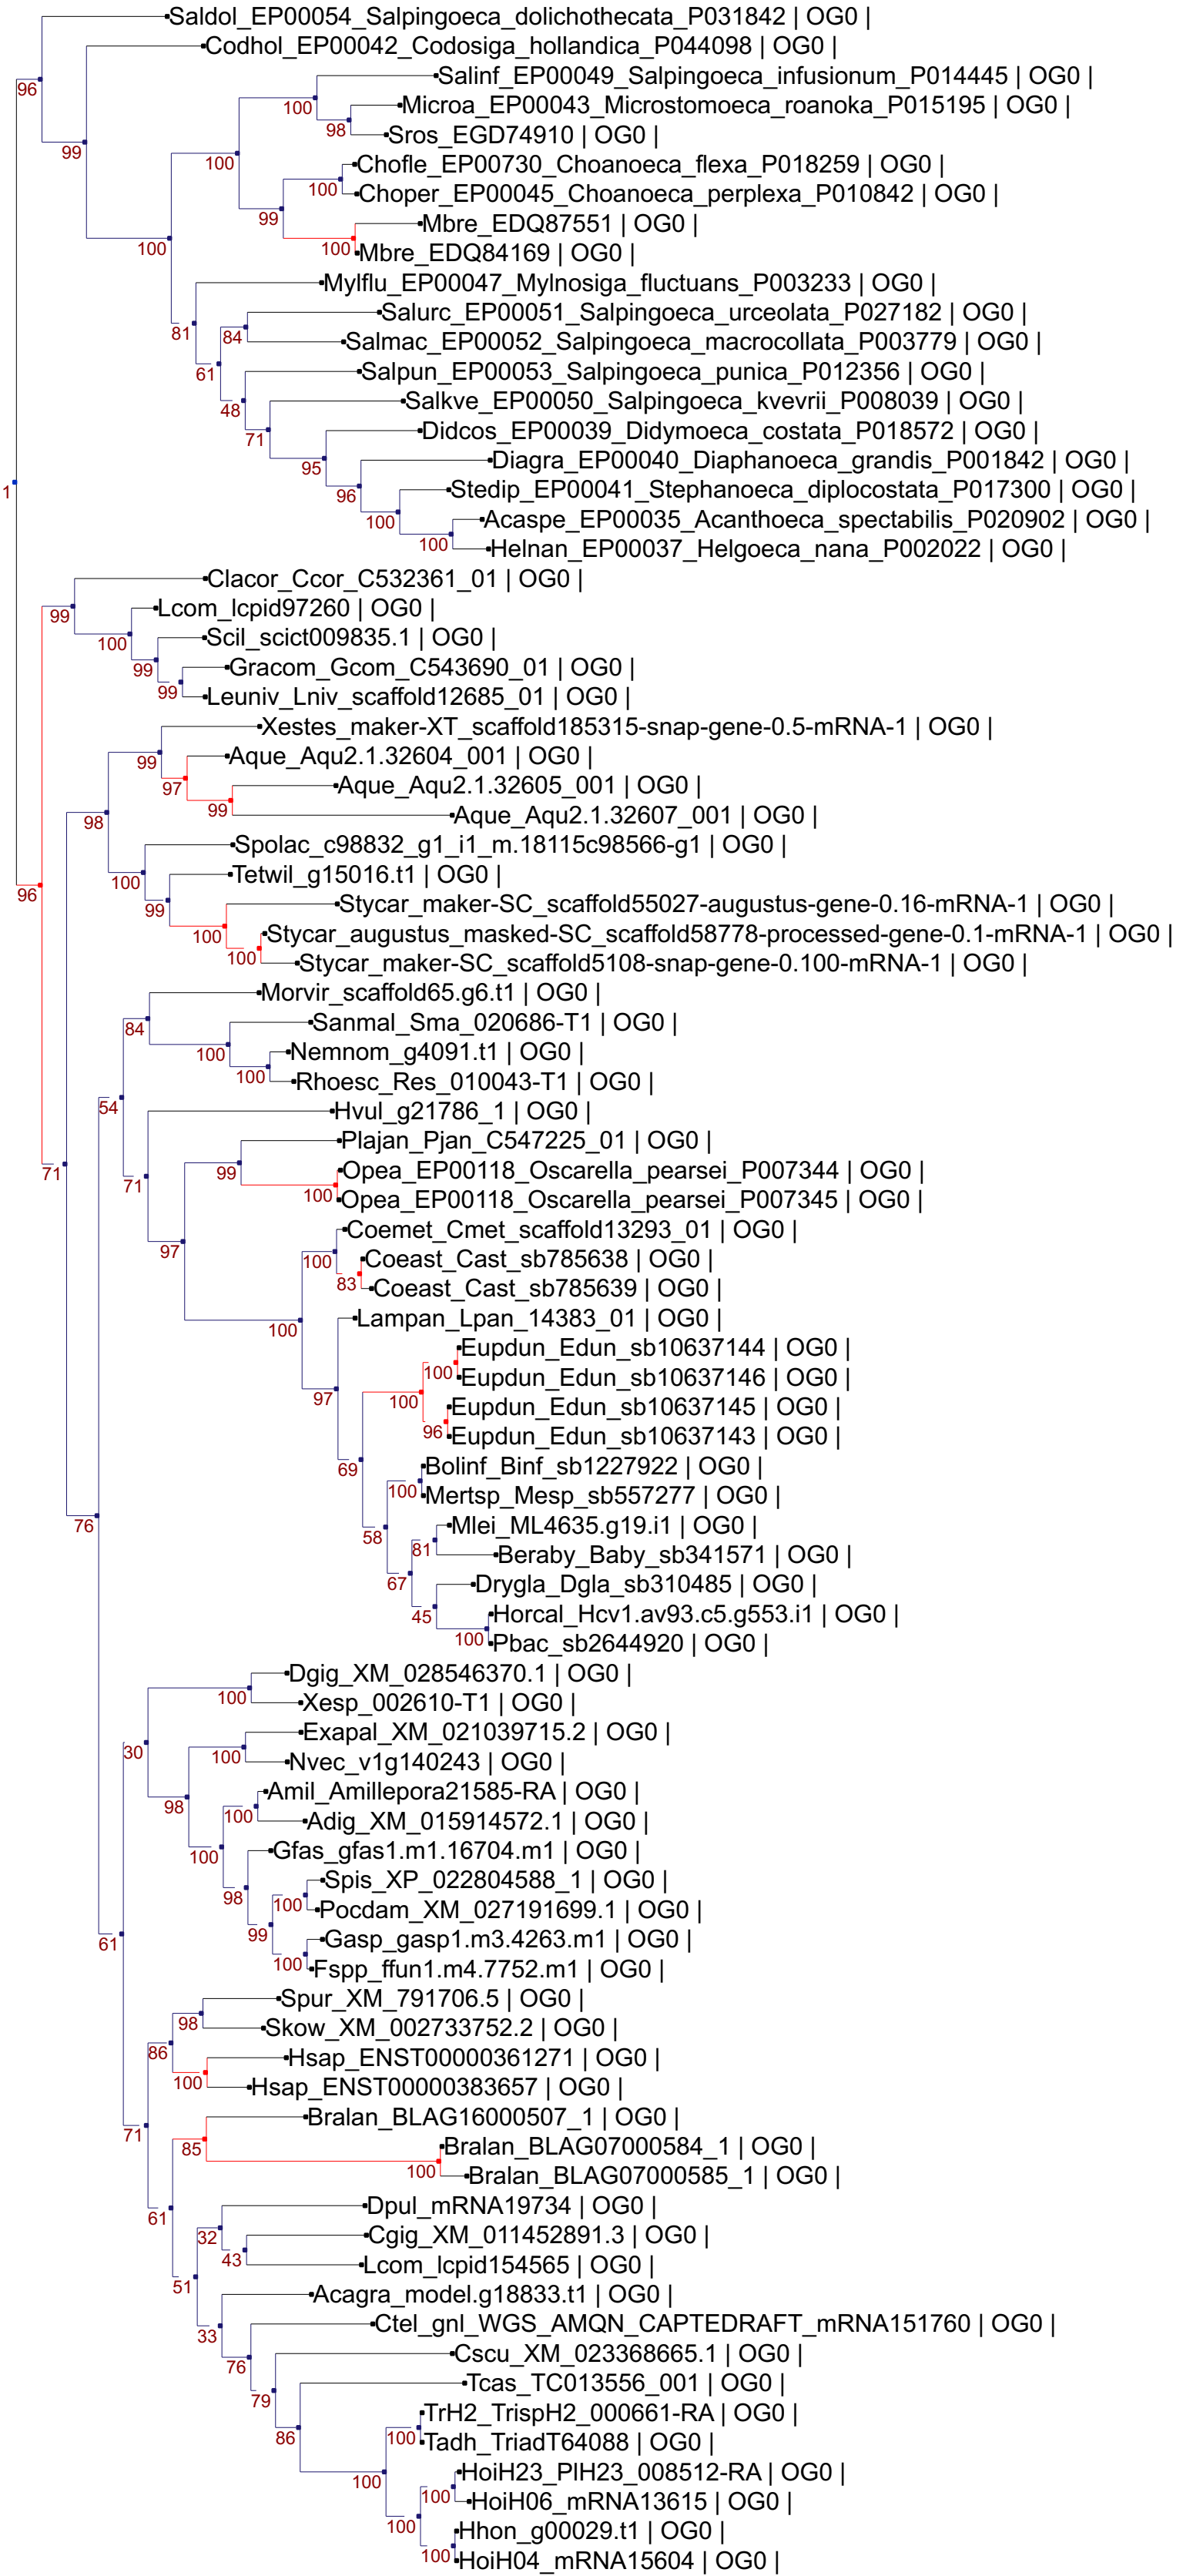 Saldol_EP00054_Salpingoeca_dolichothecata_P031842 | OG0 |
Codhol_EP00042_Codosiga_hollandica_P044098 | OG0 |
Salinf_EP00049_Salpingoeca_infusionum_P014445 | OG0 |
96
Microa_EP00043_Microstomoeca_roanoka_P015195 | OG0 |
100
98
Sros_EGD74910 | OG0 |
99
100
Chofle_EP00730_Choanoeca_flexa_P018259 | OG0 |
100
Choper_EP00045_Choanoeca_perplexa_P010842 | OG0 |
99
Mbre_EDQ87551 | OG0 |
100
100
Mbre_EDQ84169 | OG0 |
Mylflu_EP00047_Mylnosiga_fluctuans_P003233 | OG0 |
Salurc_EP00051_Salpingoeca_urceolata_P027182 | OG0 |
81
84
Salmac_EP00052_Salpingoeca_macrocollata_P003779 | OG0 |
61
Salpun_EP00053_Salpingoeca_punica_P012356 | OG0 |
48
Salkve_EP00050_Salpingoeca_kvevrii_P008039 | OG0 |
71
Didcos_EP00039_Didymoeca_costata_P018572 | OG0 |
95
Diagra_EP00040_Diaphanoeca_grandis_P001842 | OG0 |
1
96
Stedip_EP00041_Stephanoeca_diplocostata_P017300 | OG0 |
100
Acaspe_EP00035_Acanthoeca_spectabilis_P020902 | OG0 |
100
Helnan_EP00037_Helgoeca_nana_P002022 | OG0 |
Clacor_Ccor_C532361_01 | OG0 |
99
Lcom_lcpid97260 | OG0 |
100
Scil_scict009835.1 | OG0 |
99
Gracom_Gcom_C543690_01 | OG0 |
99
Leuniv_Lniv_scaffold12685_01 | OG0 |
Xestes_maker-XT_scaffold185315-snap-gene-0.5-mRNA-1 | OG0 |
99
Aque_Aqu2.1.32604_001 | OG0 |
97
Aque_Aqu2.1.32605_001 | OG0 |
99
98
Aque_Aqu2.1.32607_001 | OG0 |
Spolac_c98832_g1_i1_m.18115c98566-g1 | OG0 |
100
Tetwil_g15016.t1 | OG0 |
96
99
Stycar_maker-SC_scaffold55027-augustus-gene-0.16-mRNA-1 | OG0 |
100
Stycar_augustus_masked-SC_scaffold58778-processed-gene-0.1-mRNA-1 | OG0 |
100
Stycar_maker-SC_scaffold5108-snap-gene-0.100-mRNA-1 | OG0 |
Morvir_scaffold65.g6.t1 | OG0 |
84
Sanmal_Sma_020686-T1 | OG0 |
100
Nemnom_g4091.t1 | OG0 |
100
Rhoesc_Res_010043-T1 | OG0 |
54
Hvul_g21786_1 | OG0 |
Plajan_Pjan_C547225_01 | OG0 |
71
71
99
Opea_EP00118_Oscarella_pearsei_P007344 | OG0 |
100
Opea_EP00118_Oscarella_pearsei_P007345 | OG0 |
97
Coemet_Cmet_scaffold13293_01 | OG0 |
100
Coeast_Cast_sb785638 | OG0 |
83
Coeast_Cast_sb785639 | OG0 |
100
Lampan_Lpan_14383_01 | OG0 |
Eupdun_Edun_sb10637144 | OG0 |
100
Eupdun_Edun_sb10637146 | OG0 |
97
100
Eupdun_Edun_sb10637145 | OG0 |
96
Eupdun_Edun_sb10637143 | OG0 |
69
Bolinf_Binf_sb1227922 | OG0 |
100
Mertsp_Mesp_sb557277 | OG0 |
76
58
Mlei_ML4635.g19.i1 | OG0 |
81
Beraby_Baby_sb341571 | OG0 |
67
Drygla_Dgla_sb310485 | OG0 |
45
Horcal_Hcv1.av93.c5.g553.i1 | OG0 |
100
Pbac_sb2644920 | OG0 |
Dgig_XM_028546370.1 | OG0 |
100
Xesp_002610-T1 | OG0 |
Exapal_XM_021039715.2 | OG0 |
30
100
Nvec_v1g140243 | OG0 |
98
Amil_Amillepora21585-RA | OG0 |
100
Adig_XM_015914572.1 | OG0 |
100
Gfas_gfas1.m1.16704.m1 | OG0 |
98
Spis_XP_022804588_1 | OG0 |
100
Pocdam_XM_027191699.1 | OG0 |
99
61
Gasp_gasp1.m3.4263.m1 | OG0 |
100
Fspp_ffun1.m4.7752.m1 | OG0 |
Spur_XM_791706.5 | OG0 |
98
Skow_XM_002733752.2 | OG0 |
86
Hsap_ENST00000361271 | OG0 |
100
Hsap_ENST00000383657 | OG0 |
71
Bralan_BLAG16000507_1 | OG0 |
85
Bralan_BLAG07000584_1 | OG0 |
100
Bralan_BLAG07000585_1 | OG0 |
61
Dpul_mRNA19734 | OG0 |
32
Cgig_XM_011452891.3 | OG0 |
43
Lcom_lcpid154565 | OG0 |
51
Acagra_model.g18833.t1 | OG0 |
33
Ctel_gnl_WGS_AMQN_CAPTEDRAFT_mRNA151760 | OG0 |
76
Cscu_XM_023368665.1 | OG0 |
79
Tcas_TC013556_001 | OG0 |
86
TrH2_TrispH2_000661-RA | OG0 |
100
Tadh_TriadT64088 | OG0 |
100
HoiH23_PlH23_008512-RA | OG0 |
100
HoiH06_mRNA13615 | OG0 |
100
Hhon_g00029.t1 | OG0 |
100
HoiH04_mRNA15604 | OG0 |